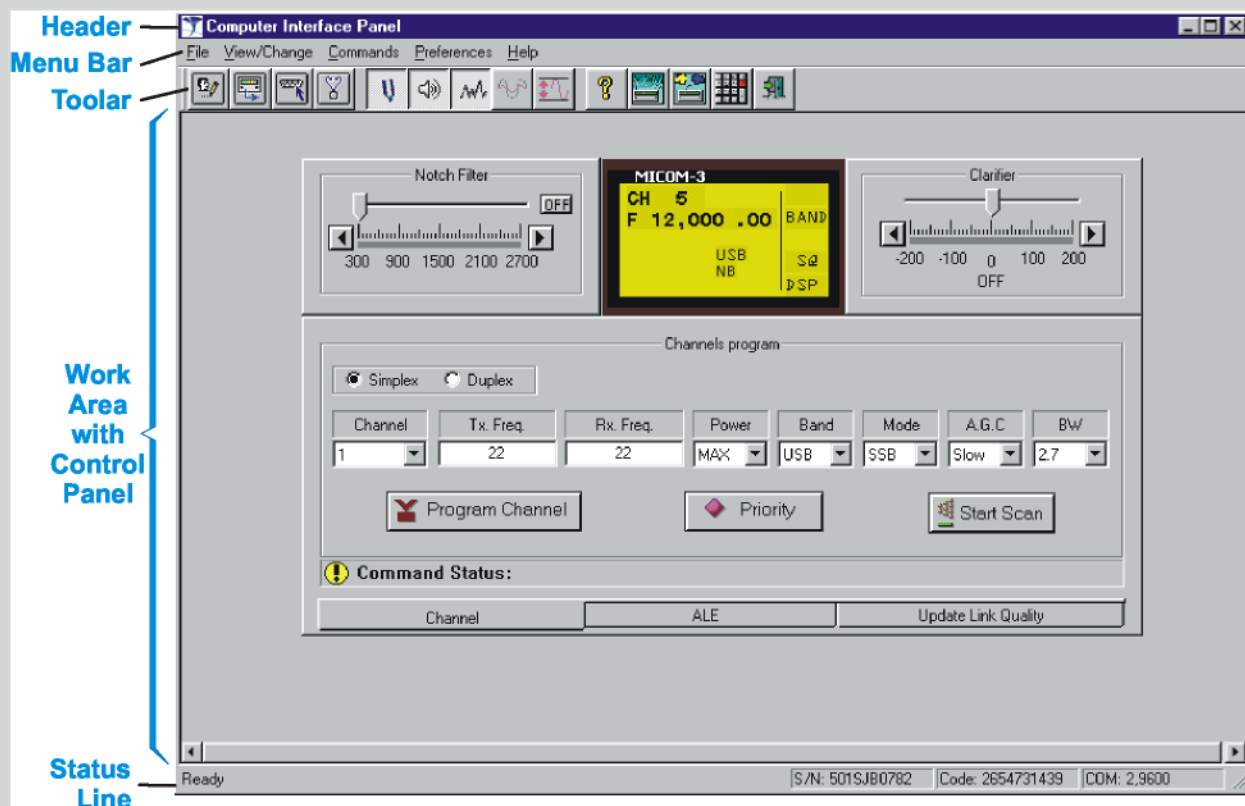 Header
Computer Interface Panel
Menu Bar
File View/Change Commands Preferences Help
Toolar
Notch Filter
OFF
300 900 1500 2100 2700
MICOM-3
CH 5
F 12,000 .00
BAND
USB
NB
SQ
DSP
Clarifier
-200 -100 0 100 200
OFF
Work
Area
with
Control
Panel
Channels program
Simplex Duplex
Channel Tx. Freq. Rx. Freq. Power Band Mode A.G.C BW
1 22 22 MAX USB SSB Slow 2.7
Program Channel Priority Start Scan
Command Status:
Channel ALE Update Link Quality
Status
Line
Ready S/N: 501SJB0782 Code: 2654731439 COM: 2,9600